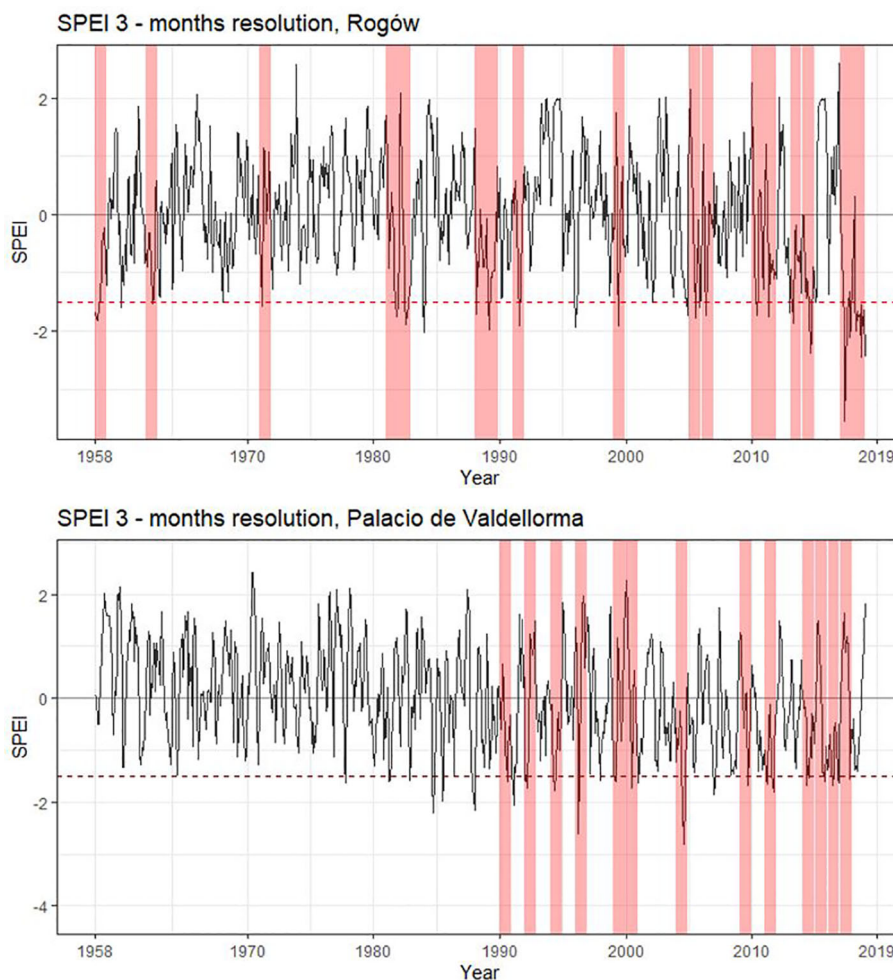 SPEI 3 - months resolution, Rogów
2
0
-2
SPEI
1958 1970 1980 1990 2000 2010 2019
Year
SPEI 3 - months resolution, Palacio de Valdellorma
2
0
-2
-4
SPEI
1958 1970 1980 1990 2000 2010 2019
Year